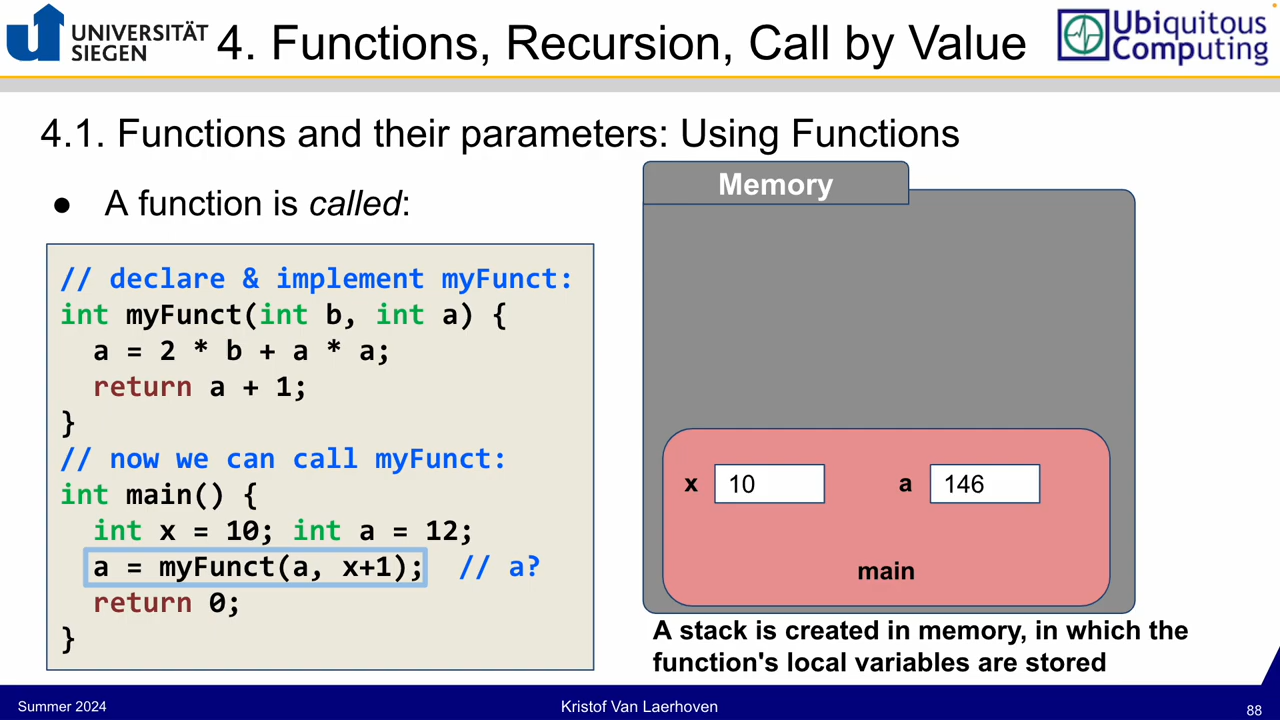 UNIVERSITÄT
SIEGEN
4. Functions, Recursion, Call by Value
Ubiquitous
Computing
4.1. Functions and their parameters: Using Functions
● A function is called:
// declare & implement myFunct:
int myFunct(int b, int a) {
  a = 2 * b + a * a;
  return a + 1;
}
// now we can call myFunct:
int main() {
  int x = 10; int a = 12;
  a = myFunct(a, x+1);  // a?
  return 0;
}
Memory
x 10 a 146
main
A stack is created in memory, in which the
function's local variables are stored
Summer 2024
Kristof Van Laerhoven
88